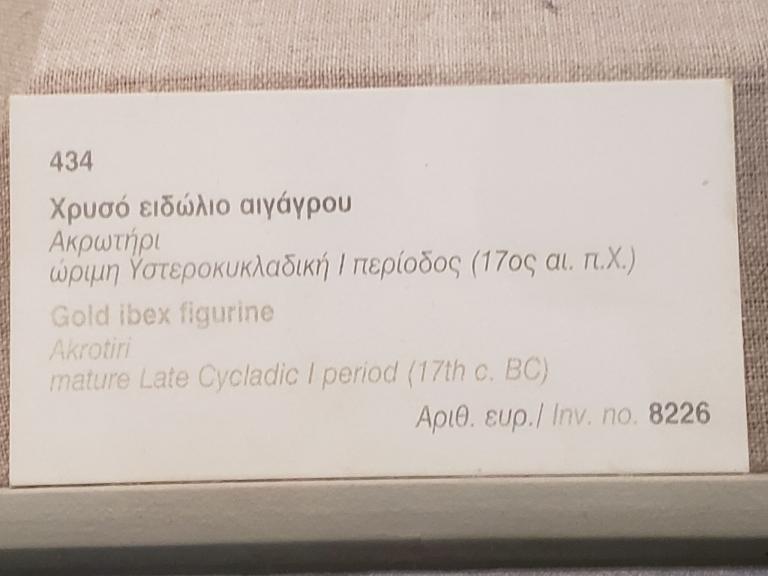 434
Χρυσό ειδώλιο αιγάγρου
Ακρωτήρι
ώριμη Υστεροκυκλαδική Ι περίοδος (17ος αι. π.Χ.)
Gold ibex figurine
Akrotiri
mature Late Cycladic I period (17th c. BC)
Αριθ. ευρ./ Inv. no. 8226